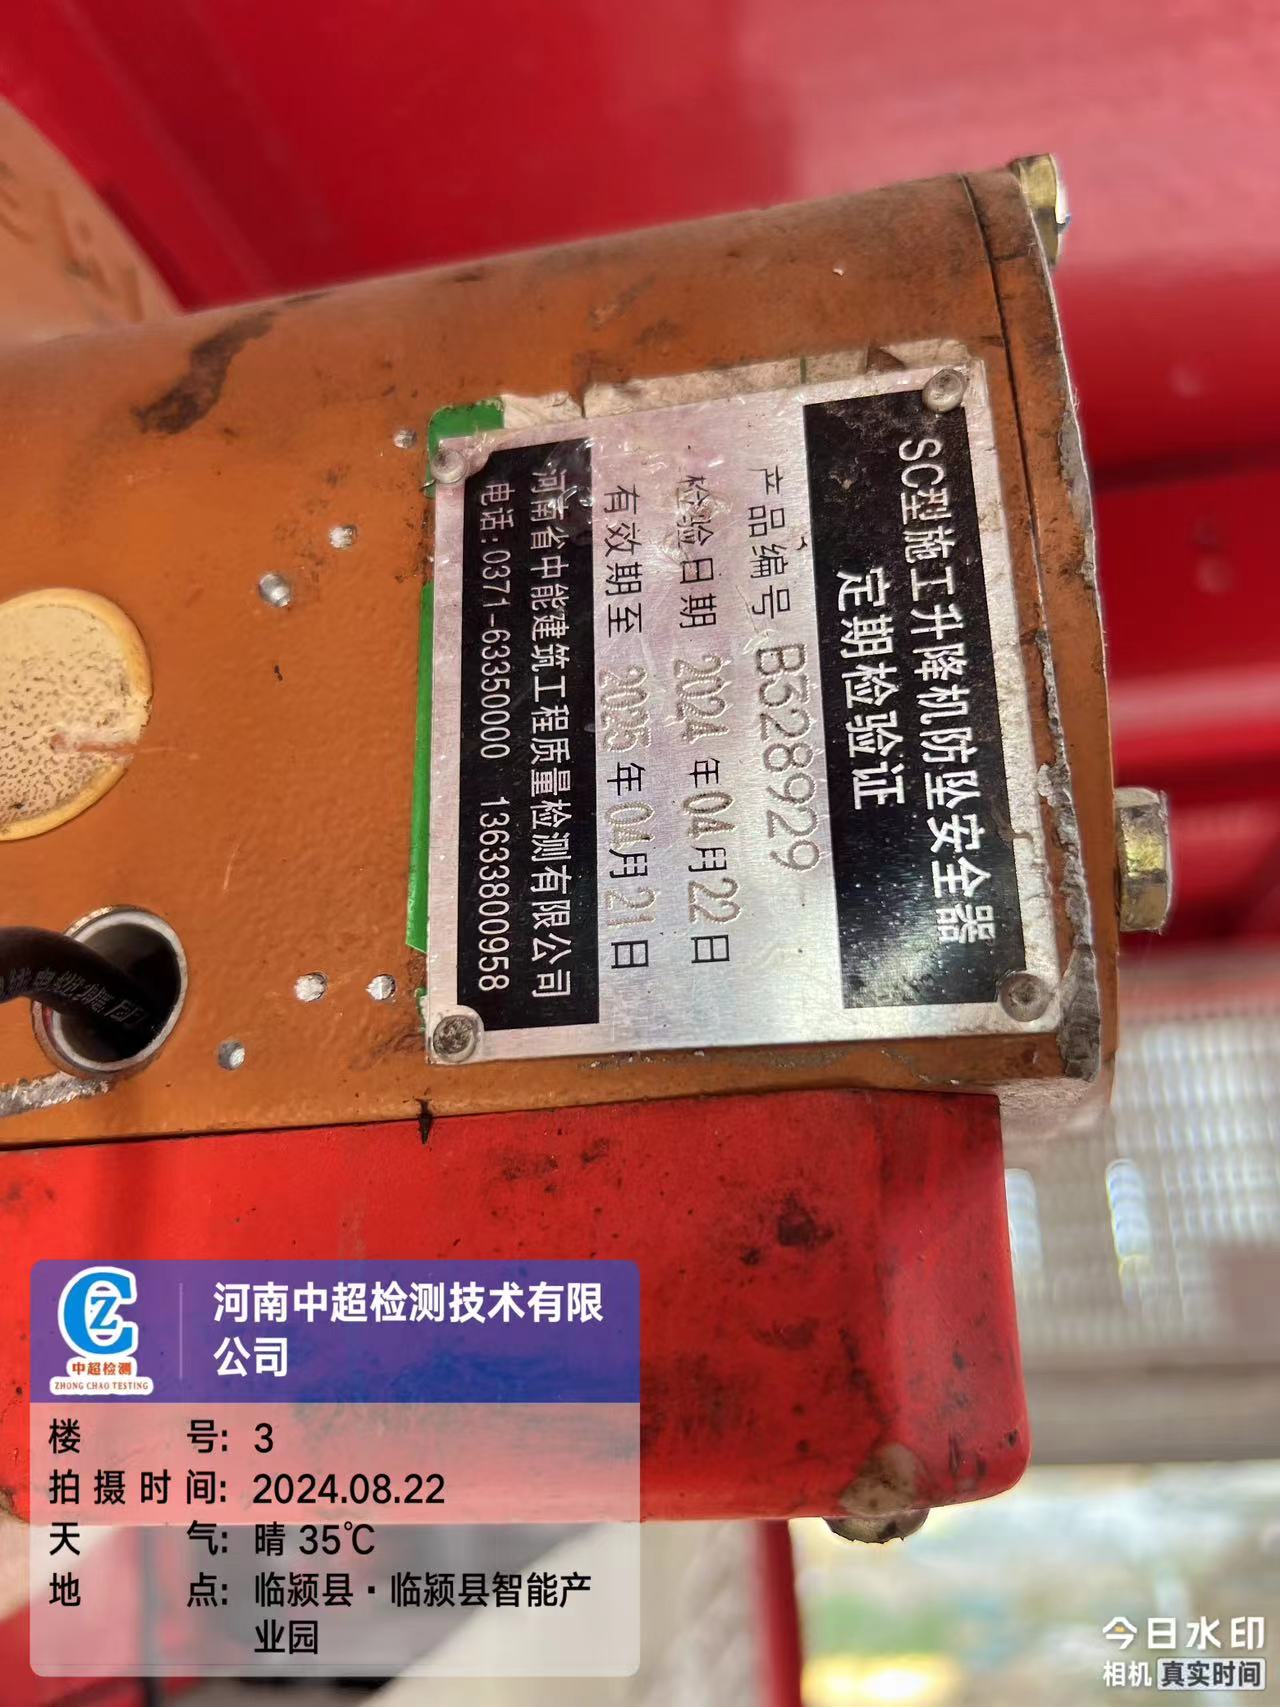 SC型施工升降机防坠安全器
定期检验证
产品编号 B328929
检验日期 2024年04月22日
有效期至 2025年04月21日
河南省中能建筑工程质量检测有限公司
电话:0371-63350000 13633800958
中超检测
ZHONG CHAO TESTING
河南中超检测技术有限
公司
楼号: 3
拍摄时间: 2024.08.22
天气: 晴 35℃
地点: 临颍县·临颍县智能产
业园
今日水印
相机 真实时间